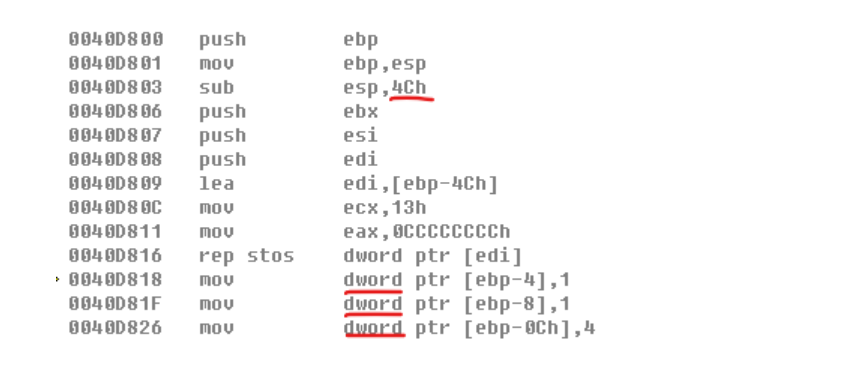 0040D800 push ebp
0040D801 mov ebp,esp
0040D803 sub esp,4Ch
0040D806 push ebx
0040D807 push esi
0040D808 push edi
0040D809 lea edi,[ebp-4Ch]
0040D80C mov ecx,13h
0040D811 mov eax,0CCCCCCCCh
0040D816 rep stos dword ptr [edi]
0040D818 mov dword ptr [ebp-4],1
0040D81F mov dword ptr [ebp-8],1
0040D826 mov dword ptr [ebp-0Ch],4